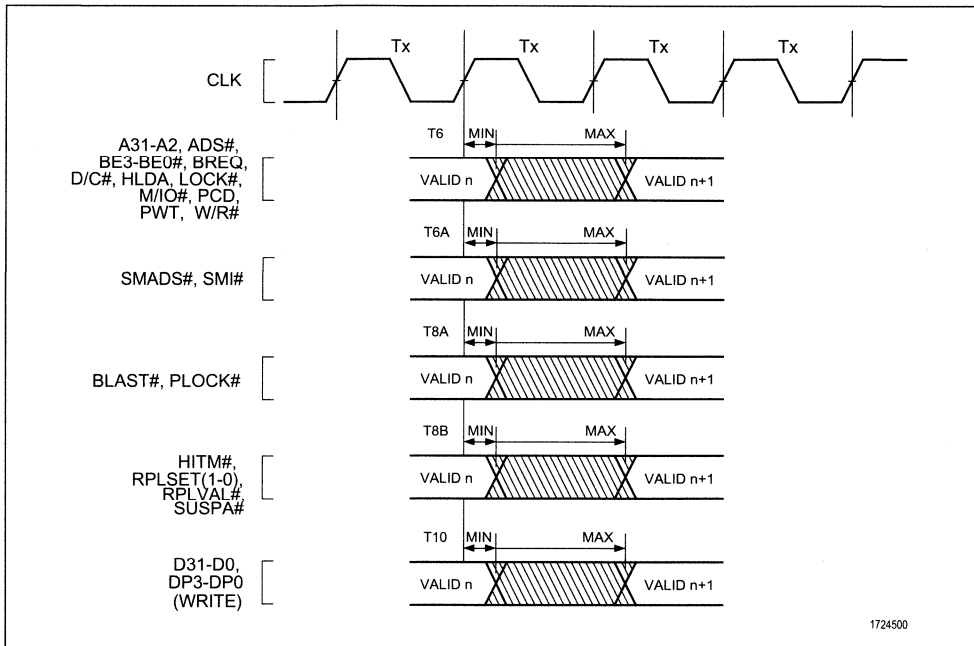 Tx Tx Tx Tx
CLK
T6 MIN MAX
A31-A2, ADS#,
BE3-BE0#, BREQ,
D/C#, HLDA, LOCK#,
M/IO#, PCD,
PWT, W/R#
VALID n VALID n+1
T6A MIN MAX
SMADS#, SMI#
VALID n VALID n+1
T8A MIN MAX
BLAST#, PLOCK#
VALID n VALID n+1
T8B MIN MAX
HITM#,
RPLSET(1-0),
RPLVAL#,
SUSPA#
VALID n VALID n+1
T10 MIN MAX
D31-D0,
DP3-DP0
(WRITE)
VALID n VALID n+1
1724500